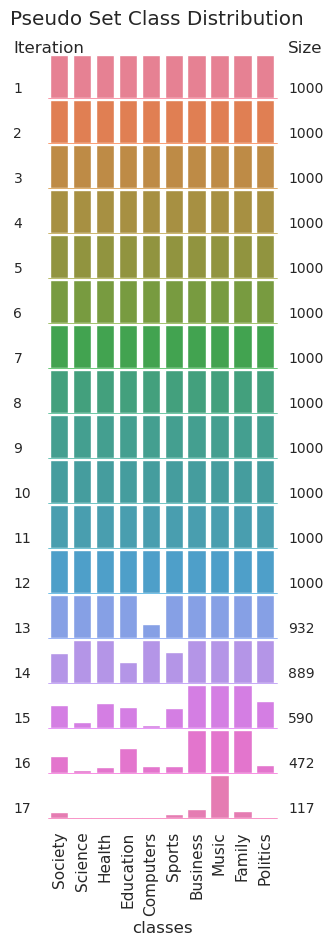 Pseudo Set Class Distribution
Iteration Size
1 1000
2 1000
3 1000
4 1000
5 1000
6 1000
7 1000
8 1000
9 1000
10 1000
11 1000
12 1000
13 932
14 889
15 590
16 472
17 117
Society
Science
Health
Education
Computers
Sports
Business
Music
Family
Politics
classes